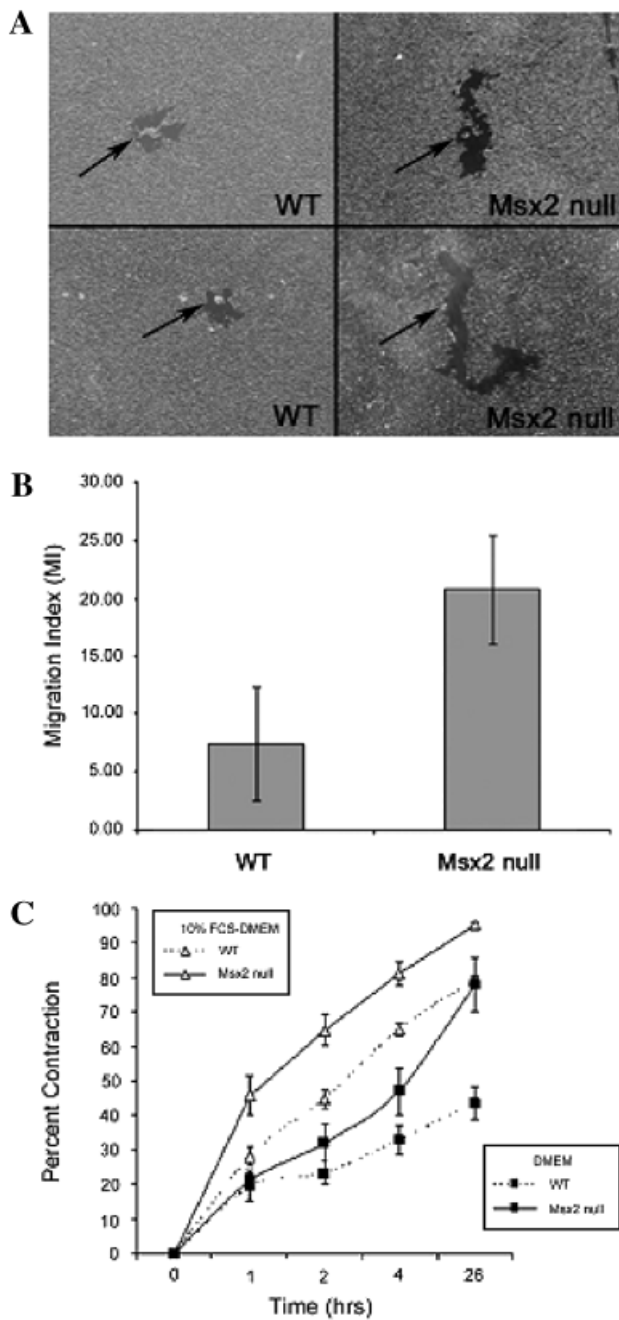 A
WT
Msx2 null
WT
Msx2 null
B
30.00
25.00
20.00
15.00
10.00
5.00
0.00
Migration Index (MI)
WT
Msx2 null
C
100
90
80
70
60
50
40
30
20
10
0
Percent Contraction
10% FCS-DMEM
WT
Msx2 null
DMEM
WT
Msx2 null
0
1
2
4
26
Time (hrs)